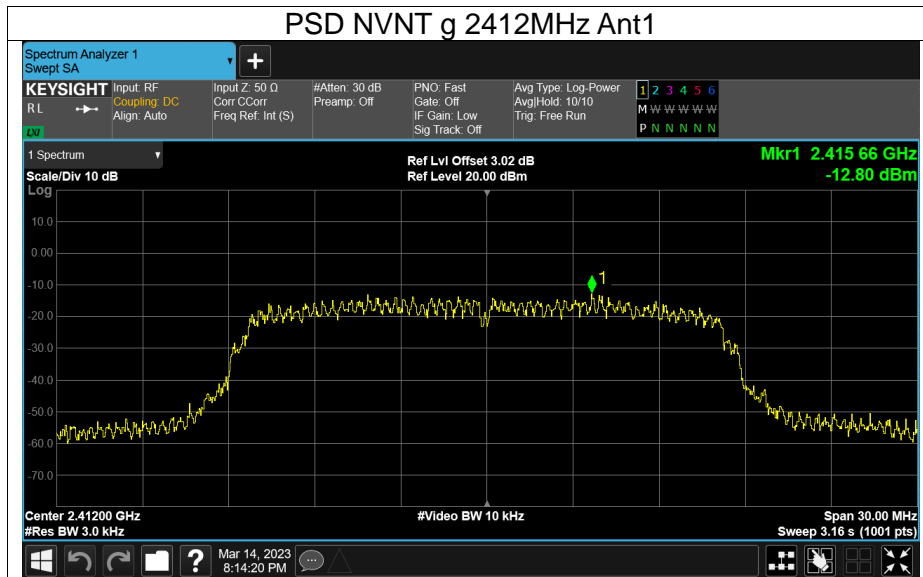 PSD NVNT g 2412MHz Ant1
Spectrum Analyzer 1
Swept SA
KEYSIGHT
RL
LXI
Input: RF
Coupling: DC
Align: Auto
Input Z: 50 Ω
Corr CCorr
Freq Ref: Int (S)
#Atten: 30 dB
Preamp: Off
PNO: Fast
Gate: Off
IF Gain: Low
Sig Track: Off
Avg Type: Log-Power
Avg|Hold: 10/10
Trig: Free Run
1 2 3 4 5 6
M W W W W W
P N N N N N
1 Spectrum
Scale/Div 10 dB
Log
Ref Lvl Offset 3.02 dB
Ref Level 20.00 dBm
Mkr1 2.415 66 GHz
-12.80 dBm
10.0
0.00
-10.0
-20.0
-30.0
-40.0
-50.0
-60.0
-70.0
1
Center 2.41200 GHz
#Res BW 3.0 kHz
#Video BW 10 kHz
Span 30.00 MHz
Sweep 3.16 s (1001 pts)
?
Mar 14, 2023
8:14:20 PM